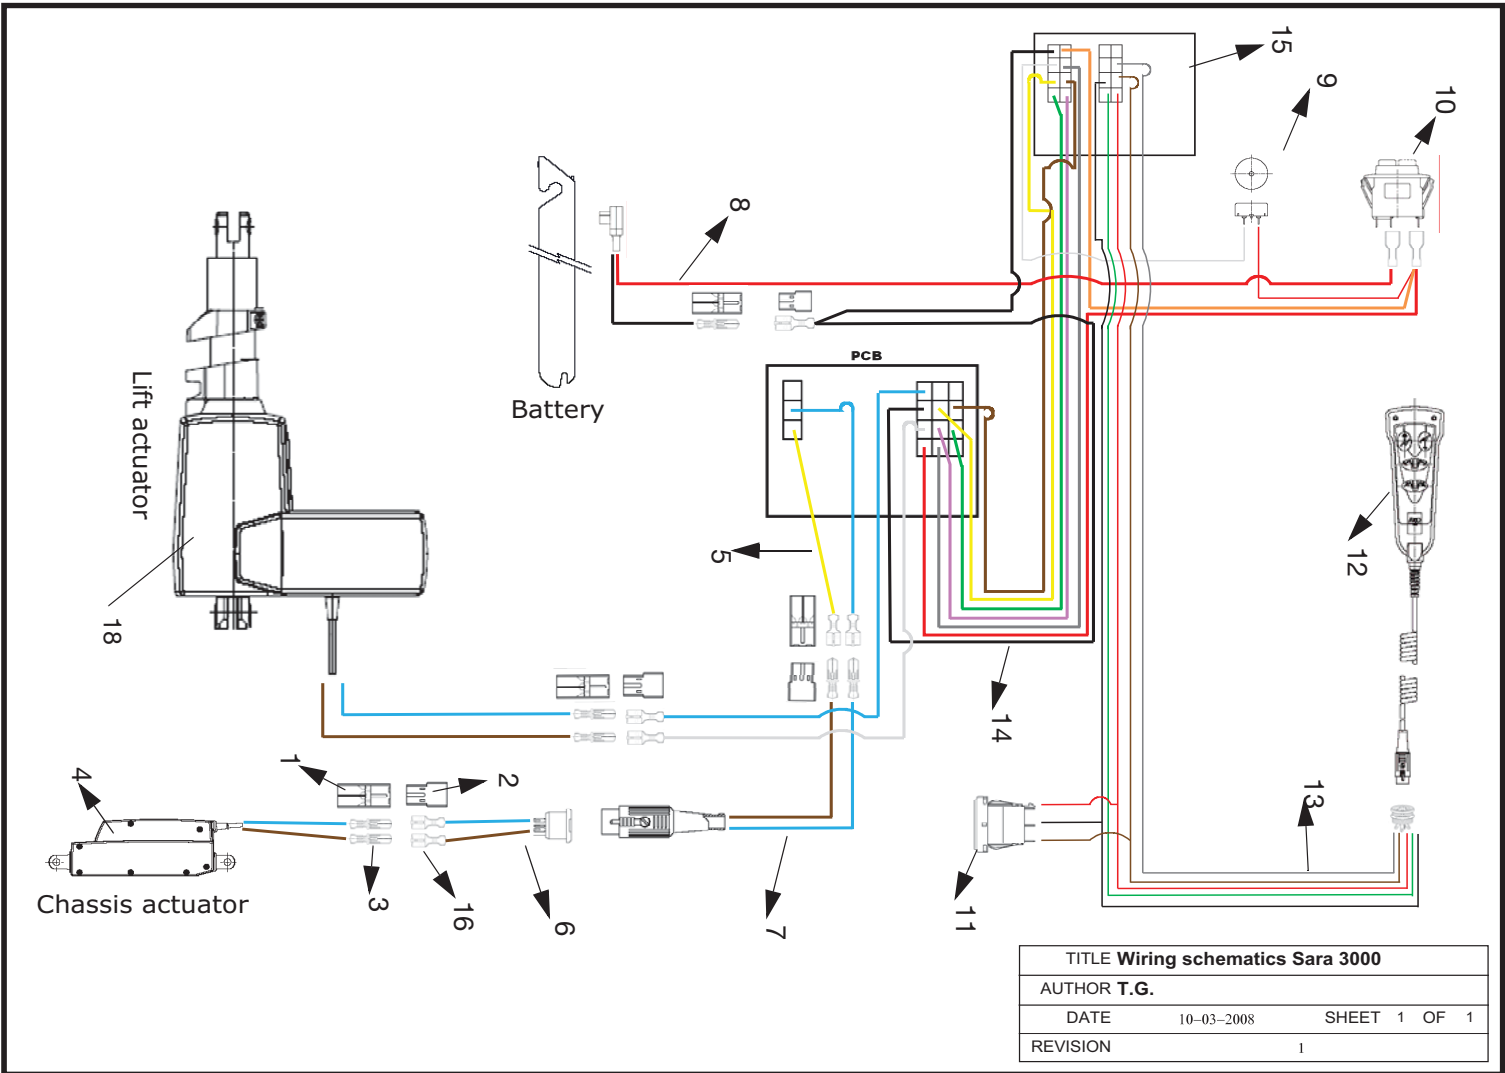 15
9
10
8
PCB
Battery
Lift actuator
5
12
18
14
1
2
4
13
Chassis actuator
3
16
6
7
11
TITLE Wiring schematics Sara 3000
AUTHOR T.G.
DATE 10-03-2008 SHEET 1 OF 1
REVISION 1